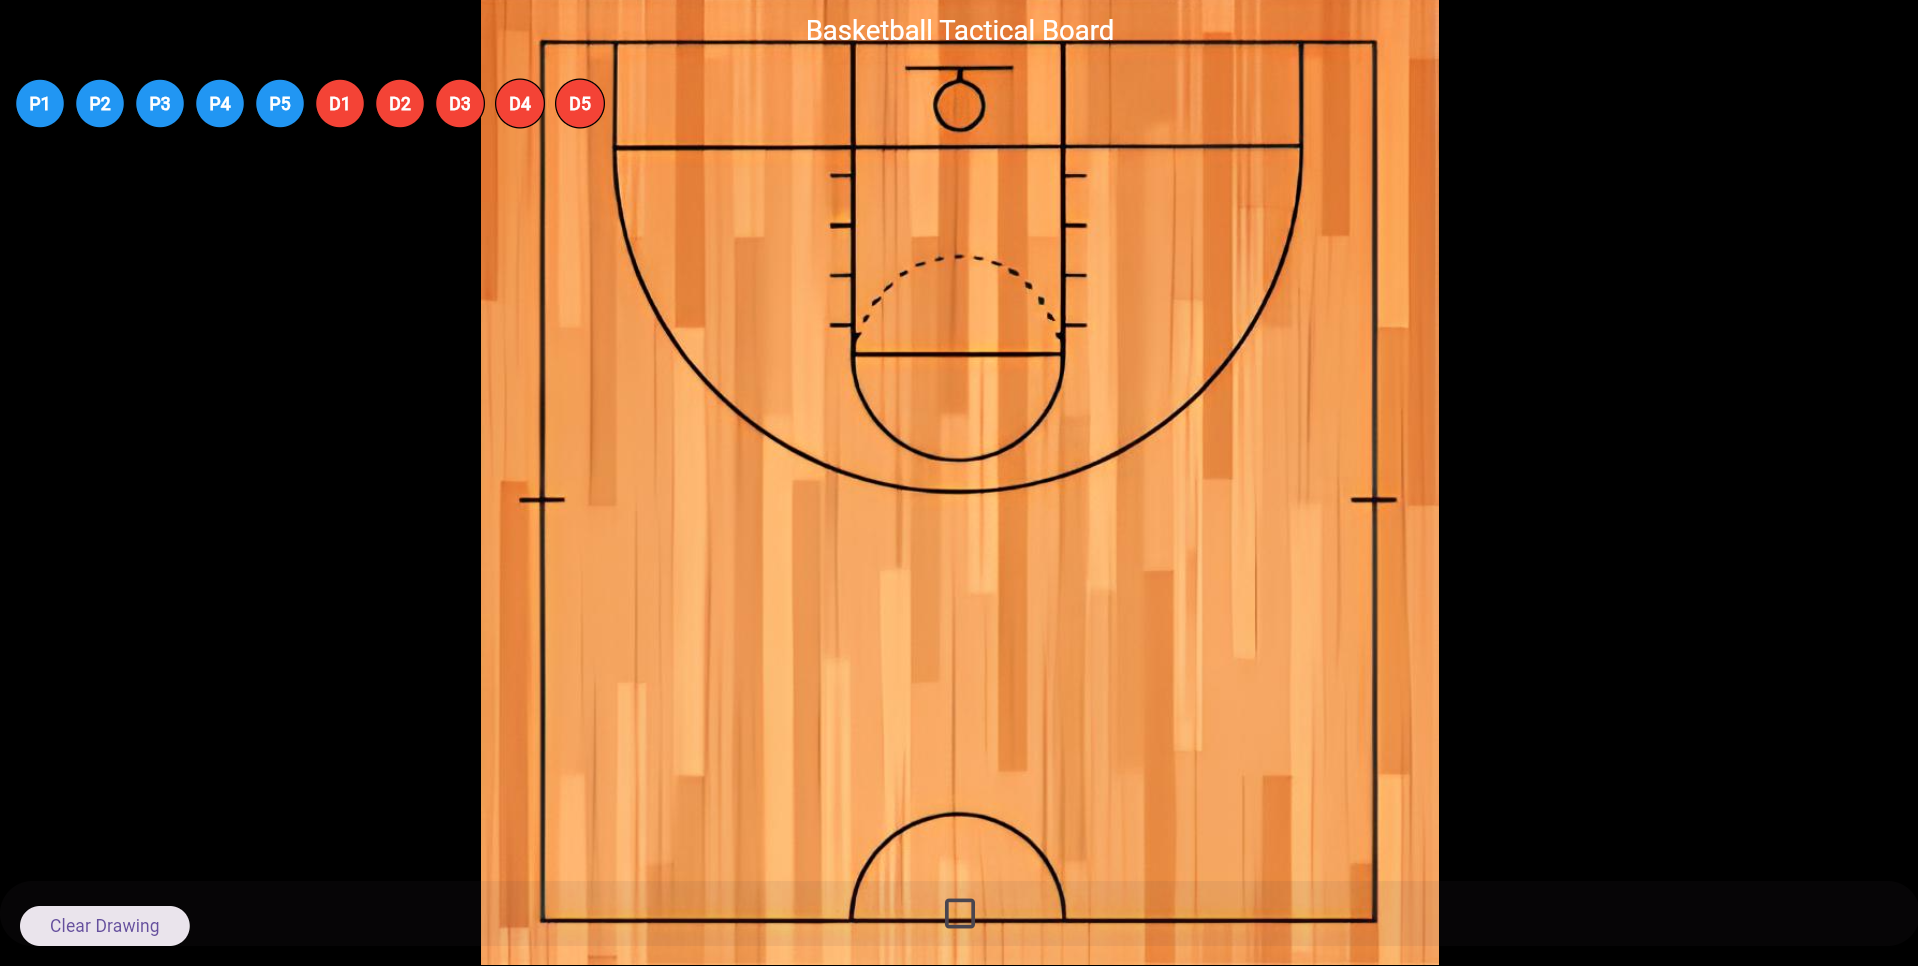 Basketball Tactical Board
P1 P2 P3 P4 P5 D1 D2 D3 D4 D5
Clear Drawing